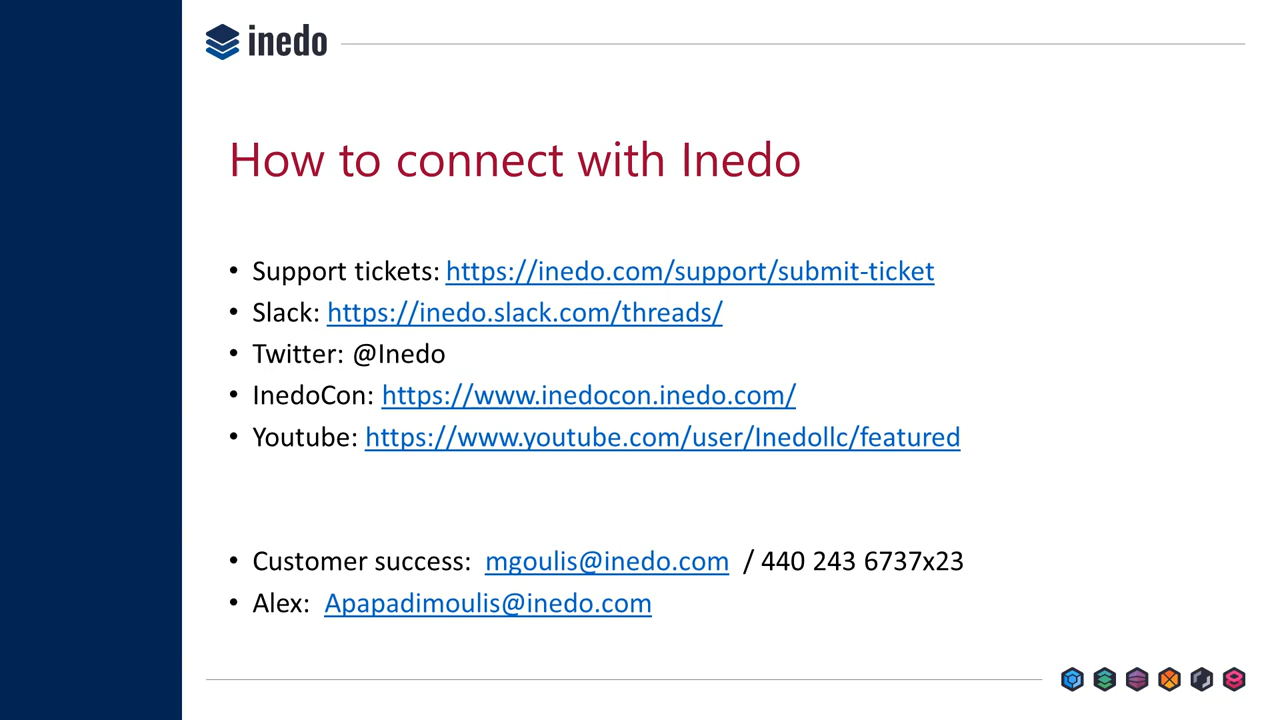 inedo
How to connect with Inedo
• Support tickets: https://inedo.com/support/submit-ticket
• Slack: https://inedo.slack.com/threads/
• Twitter: @Inedo
• InedoCon: https://www.inedocon.inedo.com/
• Youtube: https://www.youtube.com/user/Inedollc/featured
• Customer success: mgoulis@inedo.com / 440 243 6737x23
• Alex: Apapadimoulis@inedo.com